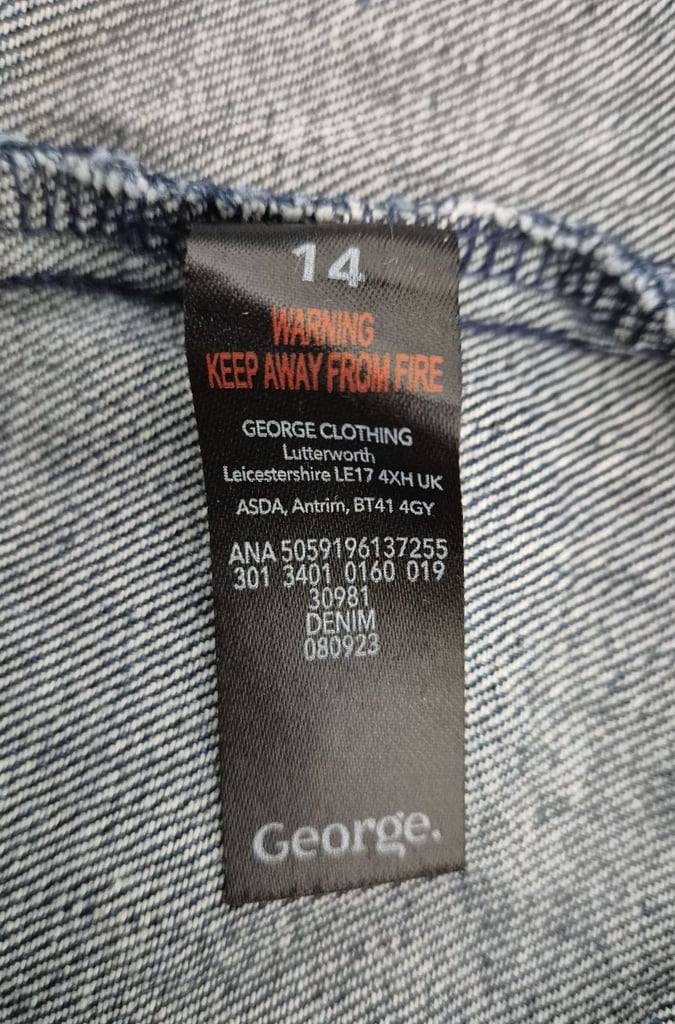 14
WARNING
KEEP AWAY FROM FIRE
GEORGE CLOTHING
Lutterworth
Leicestershire LE17 4XH UK
ASDA, Antrim, BT41 4GY
ANA 5059196137255
301 3401 0160 019
30981
DENIM
080923
George.